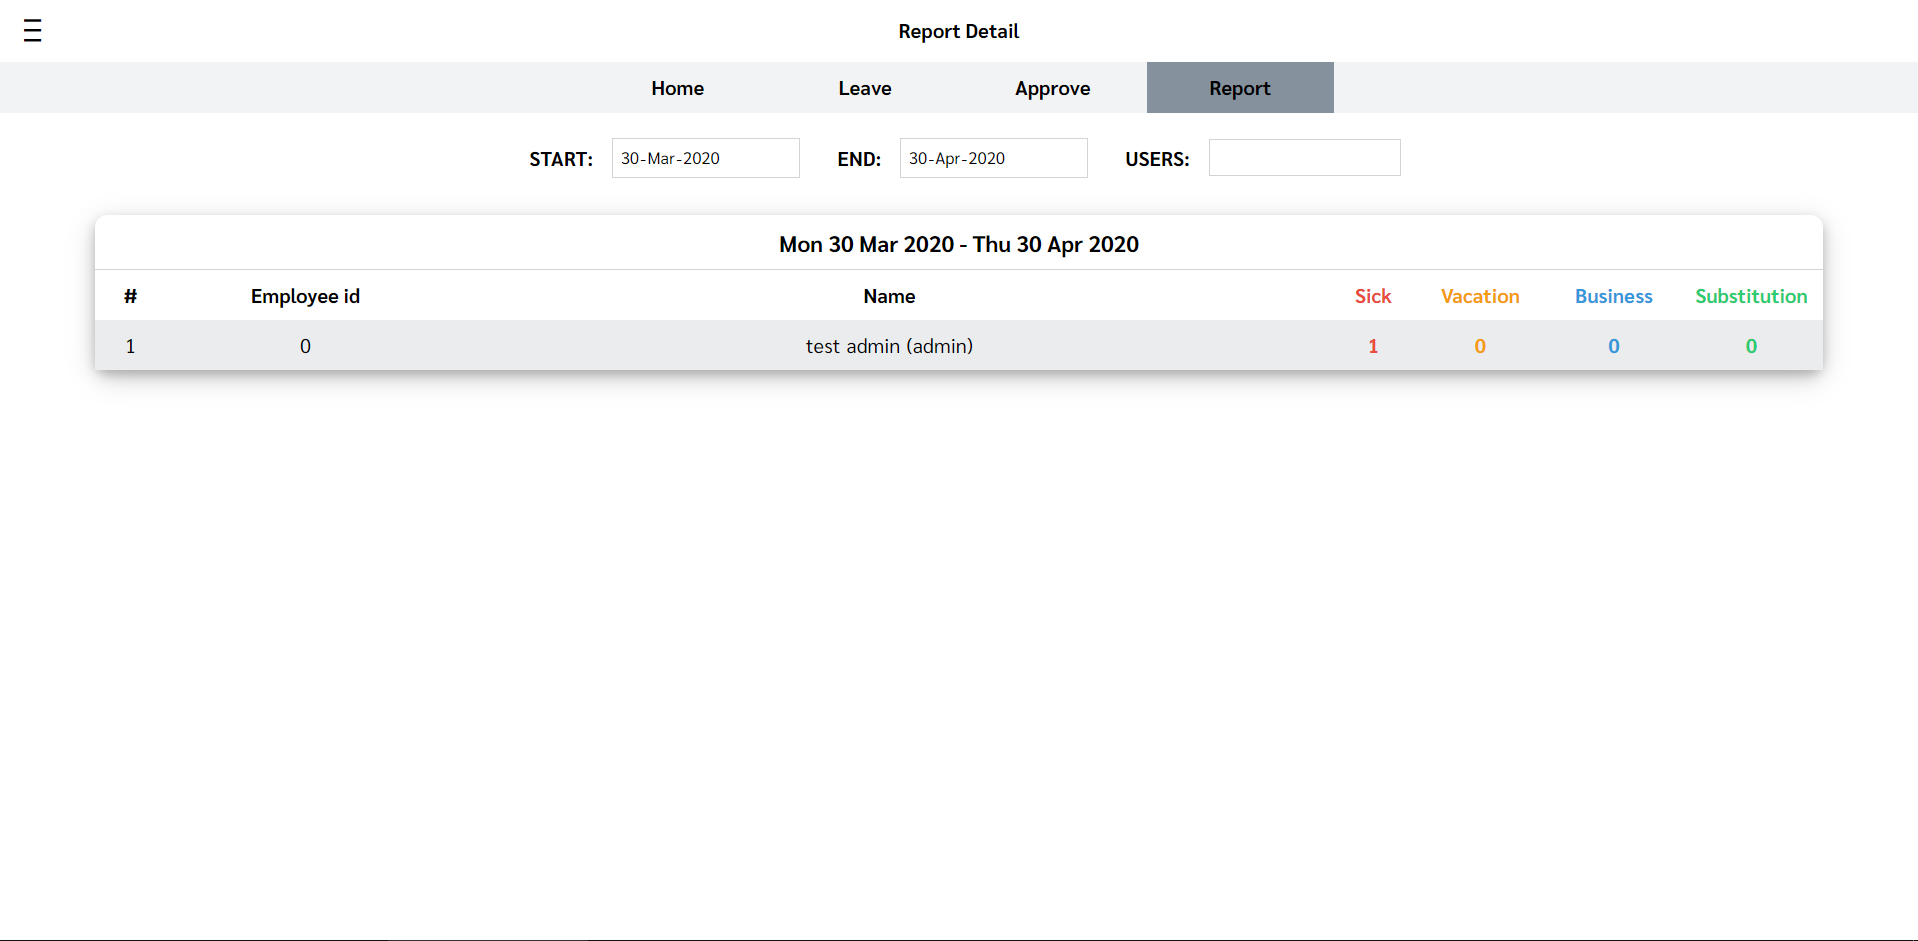 Report Detail
Home Leave Approve Report
START: 30-Mar-2020 END: 30-Apr-2020 USERS:
Mon 30 Mar 2020 - Thu 30 Apr 2020
# Employee id Name Sick Vacation Business Substitution
1 0 test admin (admin) 1 0 0 0